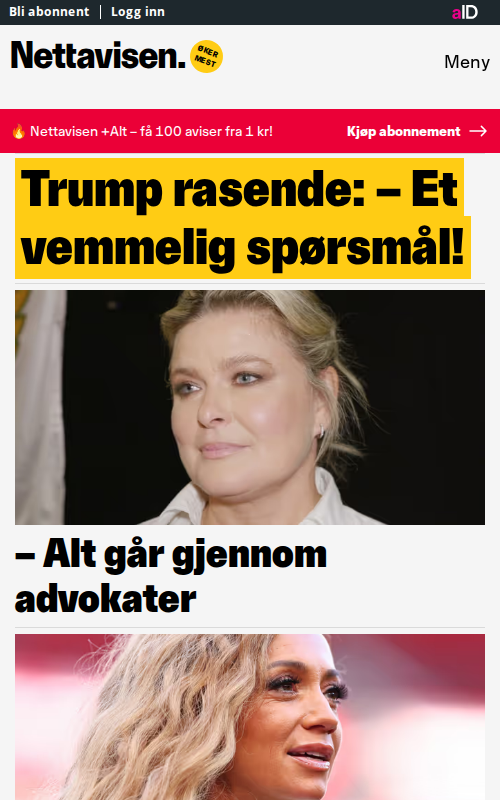 Bli abonnent
Logg inn
aID
Nettavisen.
ØKER
MEST
Meny
🔥 Nettavisen +Alt – få 100 aviser fra 1 kr!
Kjøp abonnement →
Trump rasende: – Et
vemmelig spørsmål!
– Alt går gjennom
advokater